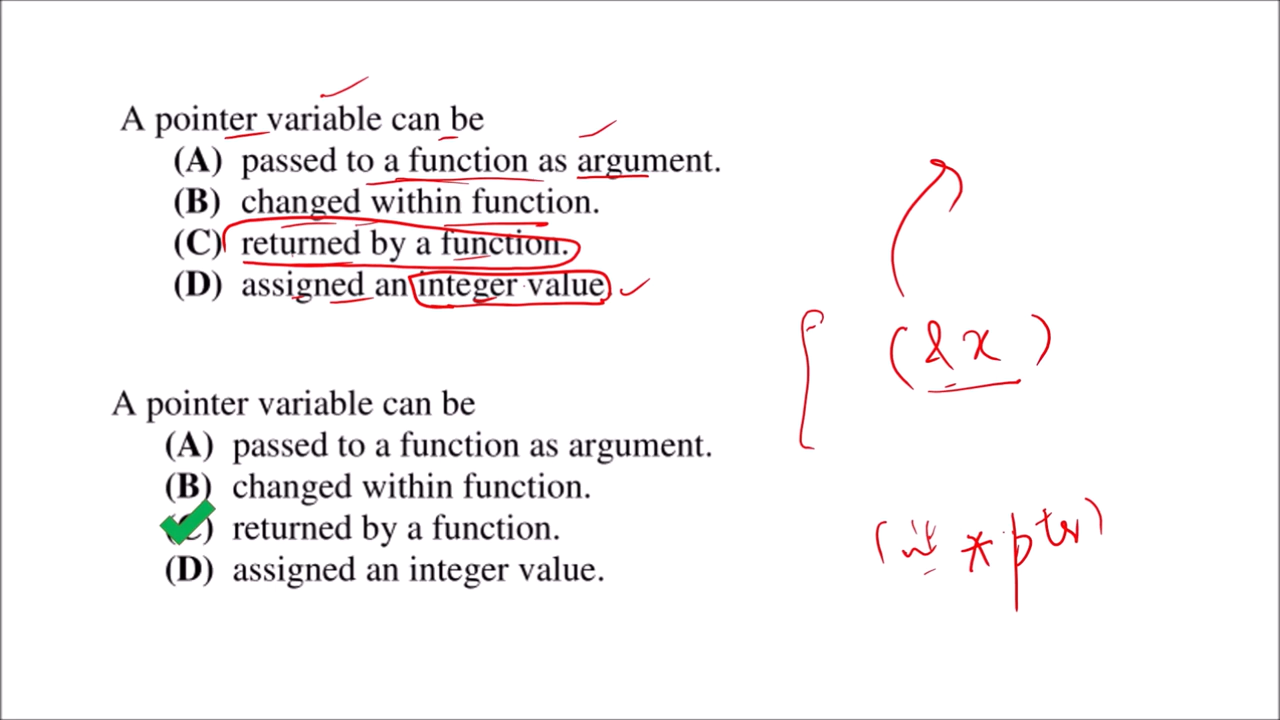 A pointer variable can be
(A) passed to a function as argument.
(B) changed within function.
(C) returned by a function.
(D) assigned an integer value
(&x)
A pointer variable can be
(A) passed to a function as argument.
(B) changed within function.
(C) returned by a function.
(D) assigned an integer value.
(int *ptr)